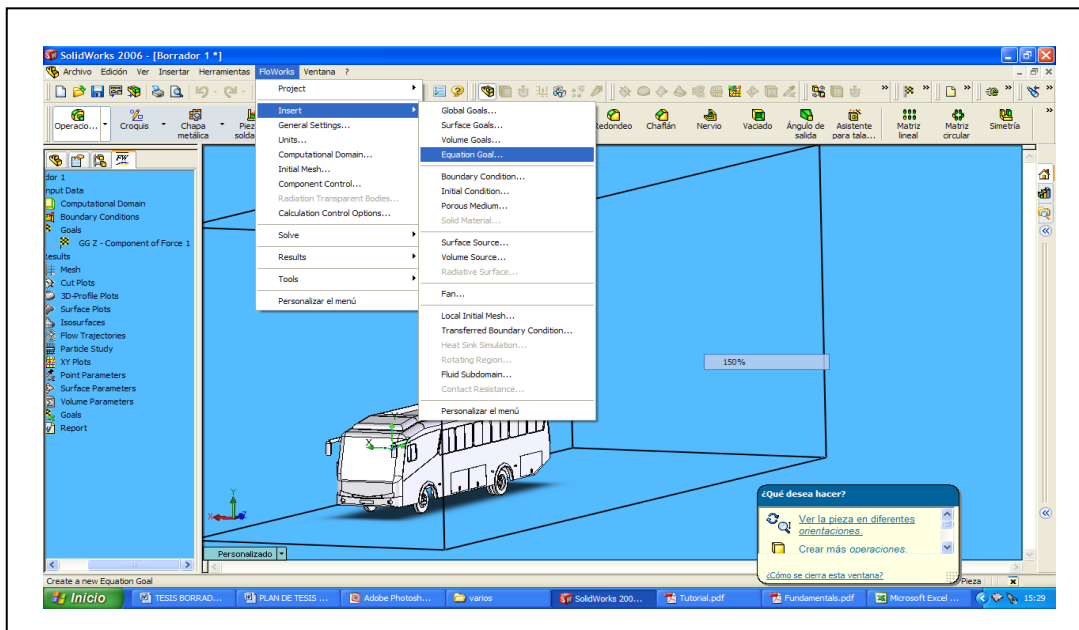 SolidWorks 2006 - [Borrador 1 *]
Archivo Edición Ver Insertar Herramientas FloWorks Ventana ?
Operacio... Croquis Chapa metálica Redondeo Chaflán Nervio Vaciado Ángulo de salida Asistente para tala... Matriz lineal Matriz circular Simetría
Project
Insert
General Settings...
Units...
Computational Domain...
Initial Mesh...
Component Control...
Radiation Transparent Bodies...
Calculation Control Options...
Solve
Results
Tools
Personalizar el menú
Global Goals...
Surface Goals...
Volume Goals...
Equation Goal...
Boundary Condition...
Initial Condition...
Porous Medium...
Solid Material...
Surface Source...
Volume Source...
Radiative Surface...
Fan...
Local Initial Mesh...
Transferred Boundary Condition...
Heat Sink Simulation...
Rotating Region...
Fluid Subdomain...
Contact Resistance...
Personalizar el menú
dor 1
nput Data
Computational Domain
Boundary Conditions
Goals
GG Z - Component of Force 1
esults
Mesh
Cut Plots
3D-Profile Plots
Surface Plots
Isosurfaces
Flow Trajectories
Particle Study
XY Plots
Point Parameters
Surface Parameters
Volume Parameters
Goals
Report
150%
X
Y
X
Personalizado
¿Qué desea hacer?
Ver la pieza en diferentes orientaciones.
Crear más operaciones.
¿Cómo se cierra esta ventana?
Create a new Equation Goal
Pieza
Inicio TESIS BORRAD... PLAN DE TESIS ... Adobe Photosh... varios SolidWorks 200... Tutorial.pdf Fundamentals.pdf Microsoft Excel ... 15:29